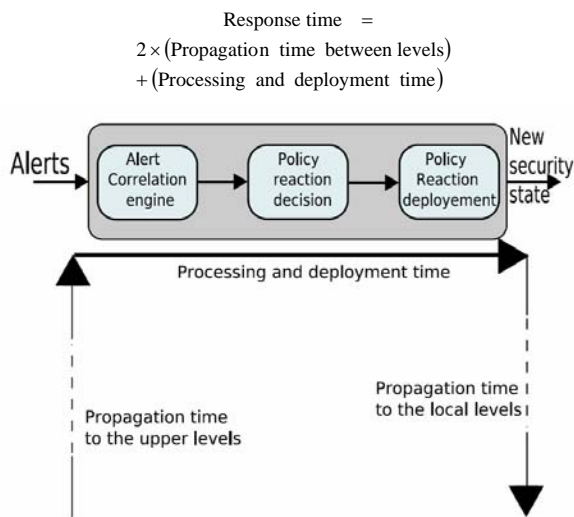 Response time =
2 × (Propagation time between levels)
+ (Processing and deployment time)
Alerts
Alert
Correlation
engine
Policy
reaction
decision
Policy
Reaction
deployement
New
security
state
Processing and deployment time
Propagation time
to the upper levels
Propagation time
to the local levels